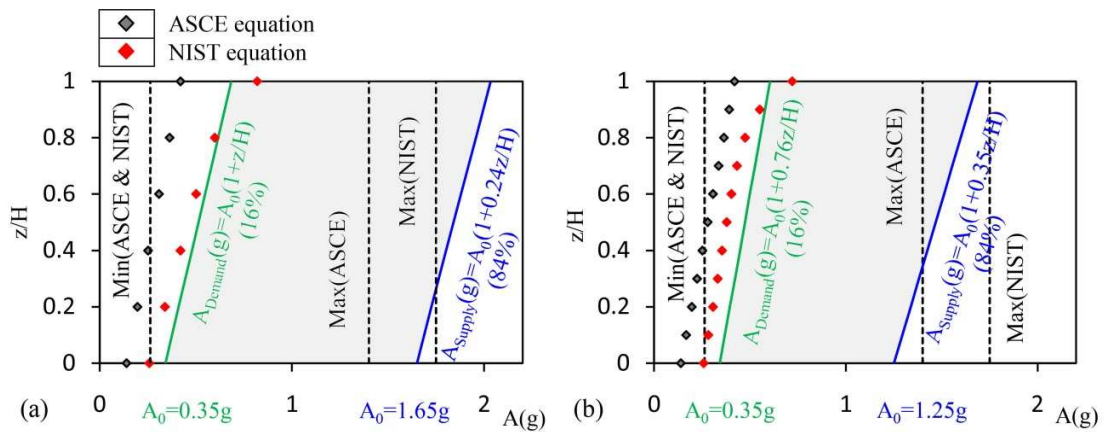 ASCE equation
NIST equation
z/H
1
0.8
0.6
0.4
0.2
0
Min(ASCE & NIST)
A_Demand(g)=A_0(1+z/H)
(16%)
Max(ASCE)
Max(NIST)
A_Supply(g)=A_0(1+0.24z/H)
(84%)
0
1
2
A(g)
(a)
A_0=0.35g
A_0=1.65g
z/H
1
0.8
0.6
0.4
0.2
0
Min(ASCE & NIST)
A_Demand(g)=A_0(1+0.76z/H)
(16%)
Max(ASCE)
A_Supply(g)=A_0(1+0.35z/H)
(84%)
Max(NIST)
0
1
2
A(g)
(b)
A_0=0.35g
A_0=1.25g